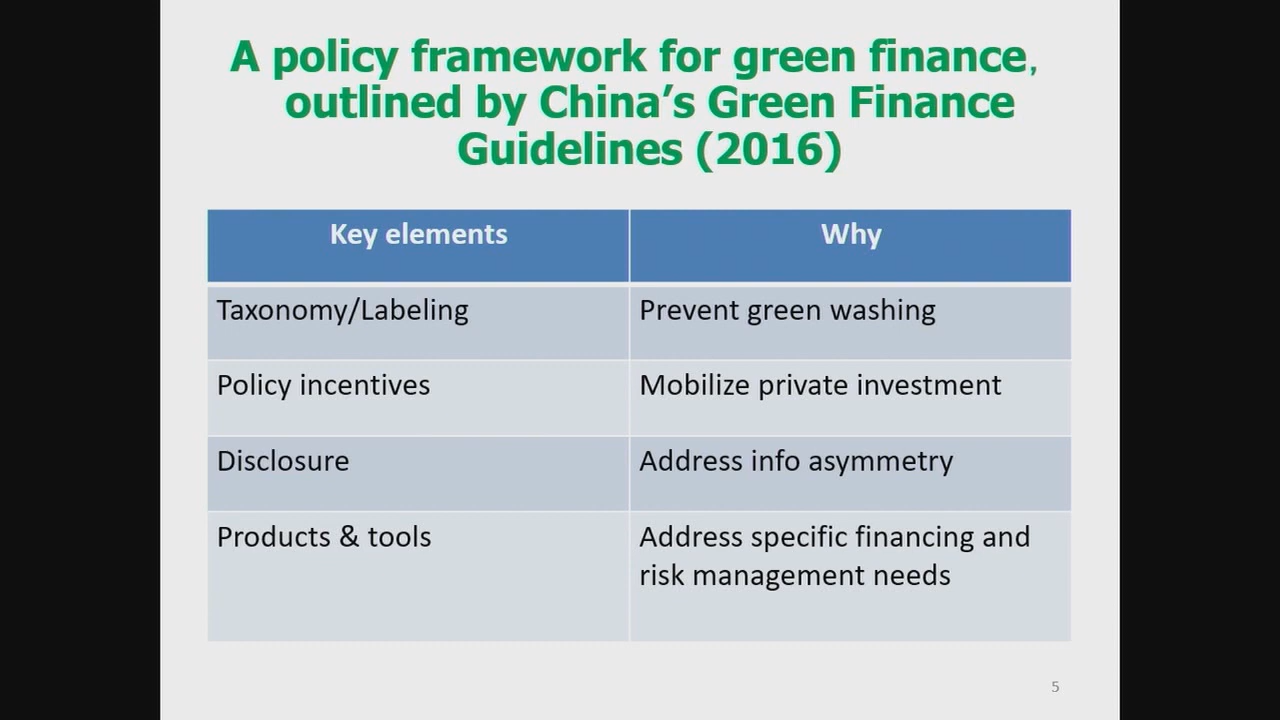 A policy framework for green finance,
outlined by China’s Green Finance
Guidelines (2016)
Key elements
Why
Taxonomy/Labeling
Prevent green washing
Policy incentives
Mobilize private investment
Disclosure
Address info asymmetry
Products & tools
Address specific financing and
risk management needs
5